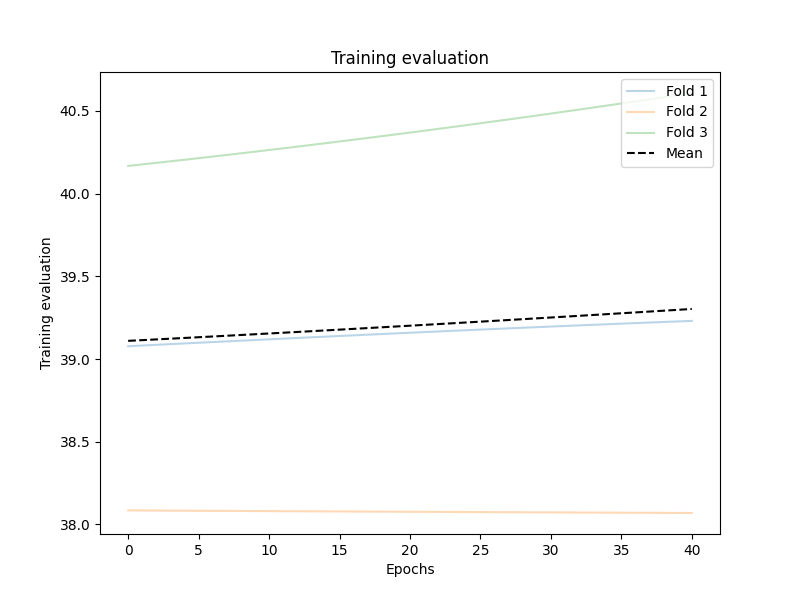 Training evaluation
Fold 1
Fold 2
Fold 3
Mean
Training evaluation
40.5
40.0
39.5
39.0
38.5
38.0
0 5 10 15 20 25 30 35 40
Epochs